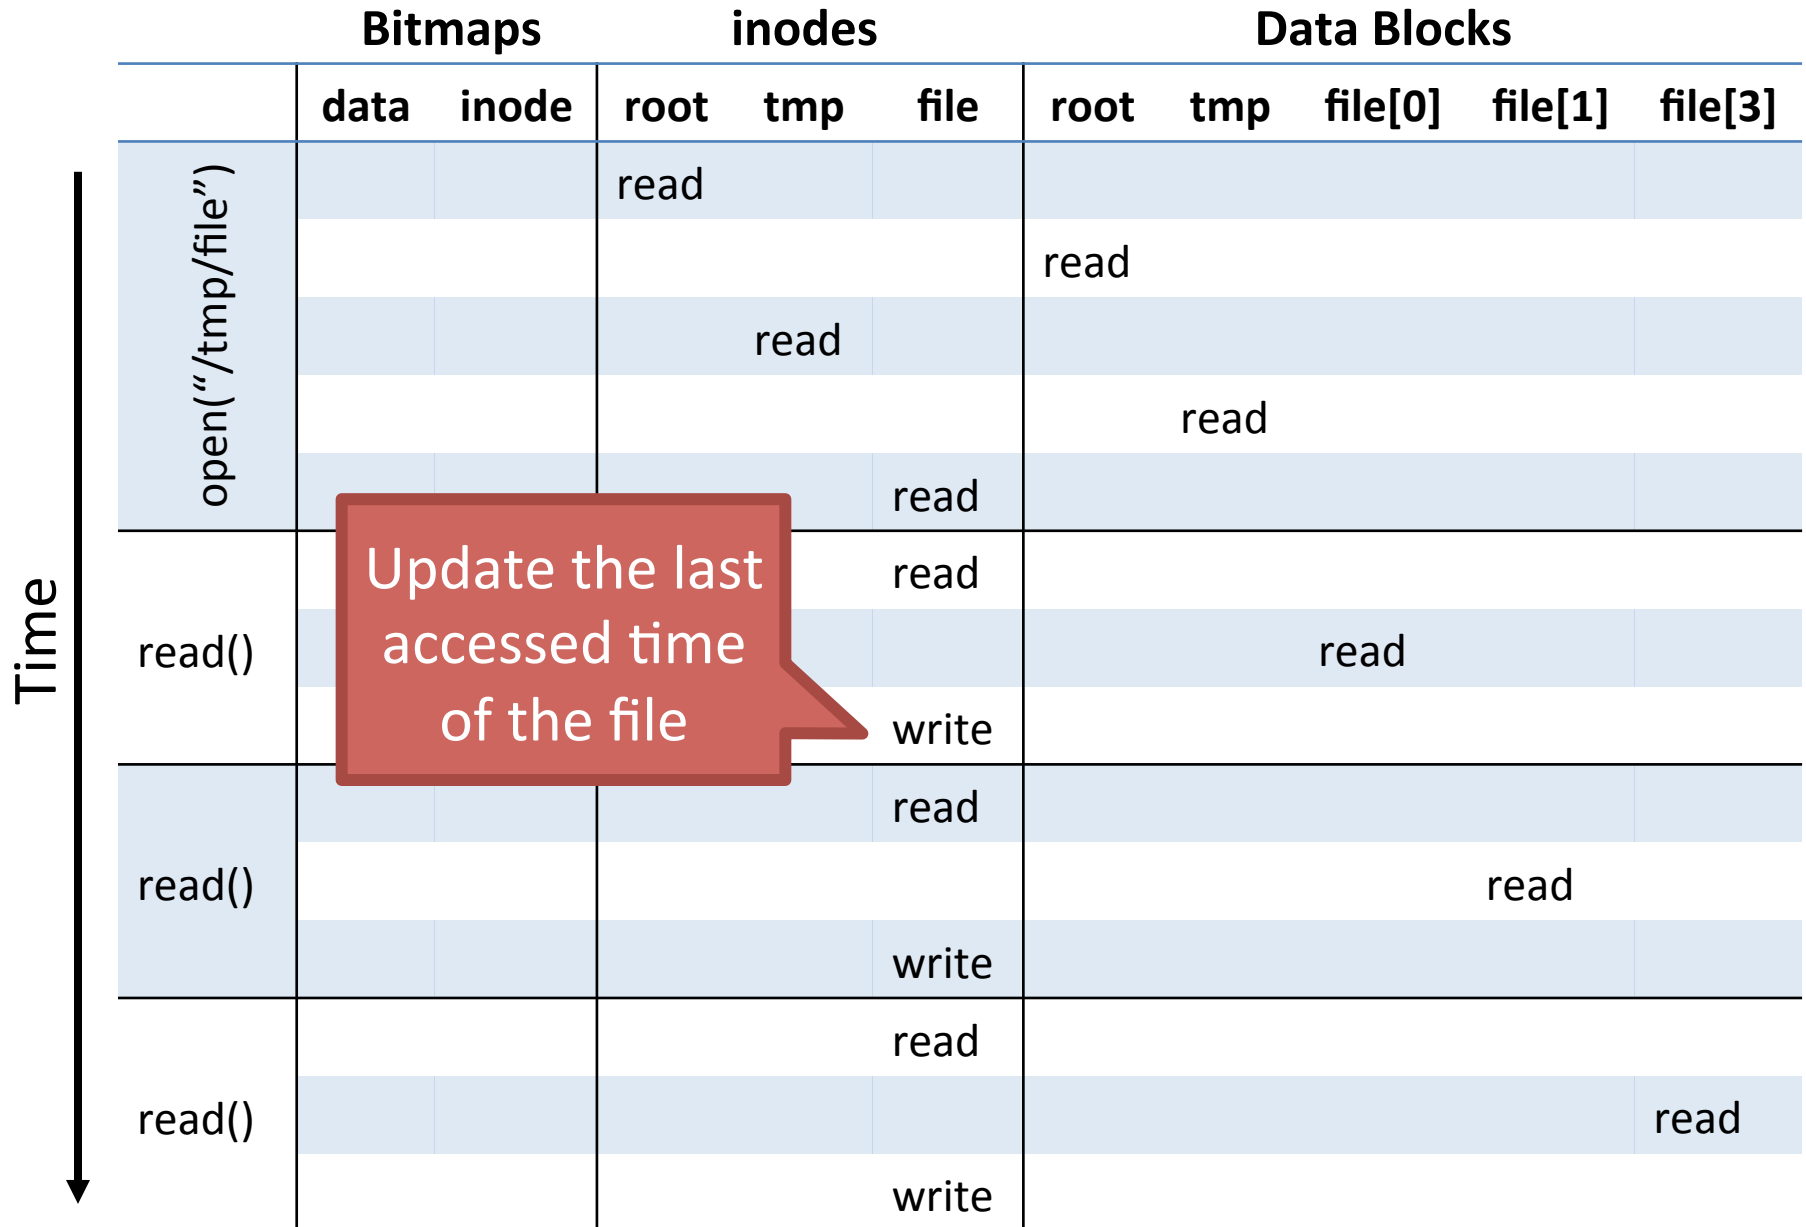 Bitmaps inodes Data Blocks
data inode root tmp file root tmp file[0] file[1] file[3]
Time
open(“/tmp/file”)
read
read
read
read
read
read()
read
read
write
Update the last
accessed time
of the file
read()
read
read
write
read()
read
read
write